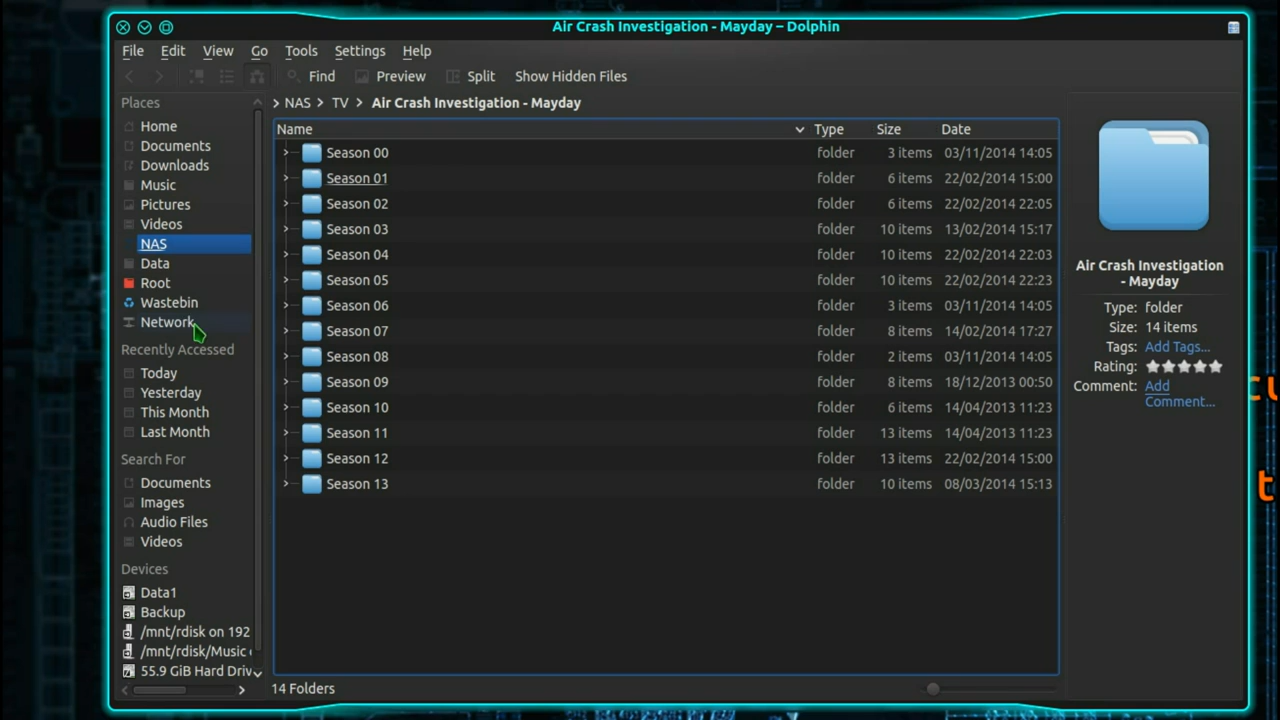 Air Crash Investigation - Mayday – Dolphin
File Edit View Go Tools Settings Help
Find Preview Split Show Hidden Files
Places
Home
Documents
Downloads
Music
Pictures
Videos
NAS
Data
Root
Wastebin
Network
Recently Accessed
Today
Yesterday
This Month
Last Month
Search For
Documents
Images
Audio Files
Videos
Devices
Data1
Backup
/mnt/rdisk on 192
/mnt/rdisk/Music
55.9 GiB Hard Driv
NAS > TV > Air Crash Investigation - Mayday
Name Type Size Date
Season 00 folder 3 items 03/11/2014 14:05
Season 01 folder 6 items 22/02/2014 15:00
Season 02 folder 6 items 22/02/2014 22:05
Season 03 folder 10 items 13/02/2014 15:17
Season 04 folder 10 items 22/02/2014 22:03
Season 05 folder 10 items 22/02/2014 22:23
Season 06 folder 3 items 03/11/2014 14:05
Season 07 folder 8 items 14/02/2014 17:27
Season 08 folder 2 items 03/11/2014 14:05
Season 09 folder 8 items 18/12/2013 00:50
Season 10 folder 6 items 14/04/2013 11:23
Season 11 folder 13 items 14/04/2013 11:23
Season 12 folder 13 items 22/02/2014 15:00
Season 13 folder 10 items 08/03/2014 15:13
14 Folders
Air Crash Investigation
- Mayday
Type: folder
Size: 14 items
Tags: Add Tags...
Rating:
Comment: Add
Comment...